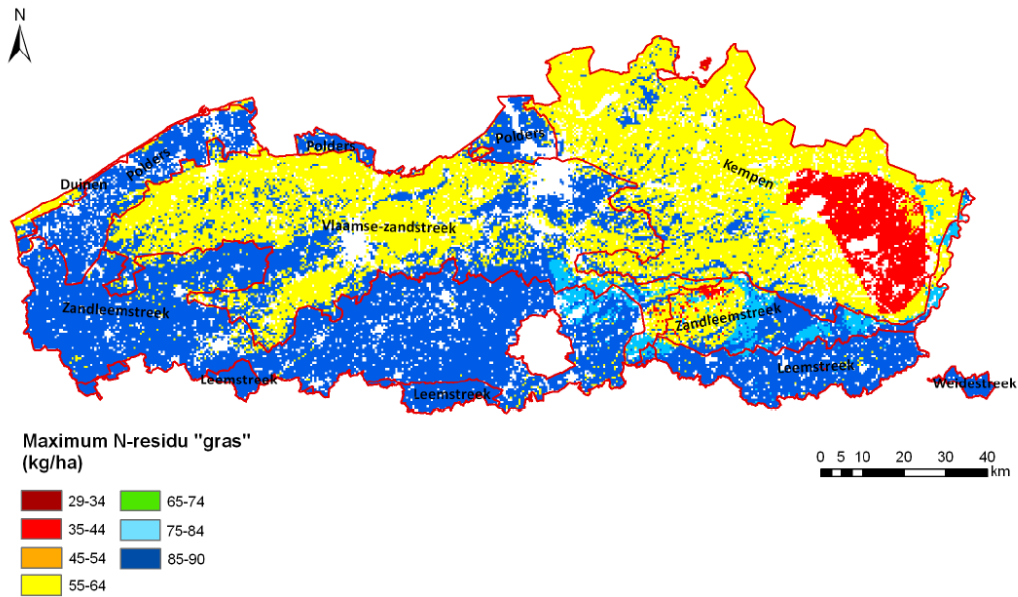 N
Polders
Polders
Polders
Duinen
Kempen
Vlaamse-zandstreek
Zandleemstreek
Zandleemstreek
Leemstreek
Leemstreek
Leemstreek
Weidestreek
Maximum N-residu "gras"
(kg/ha)
29-34 65-74
35-44 75-84
45-54 85-90
55-64
0 5 10 20 30 40
km